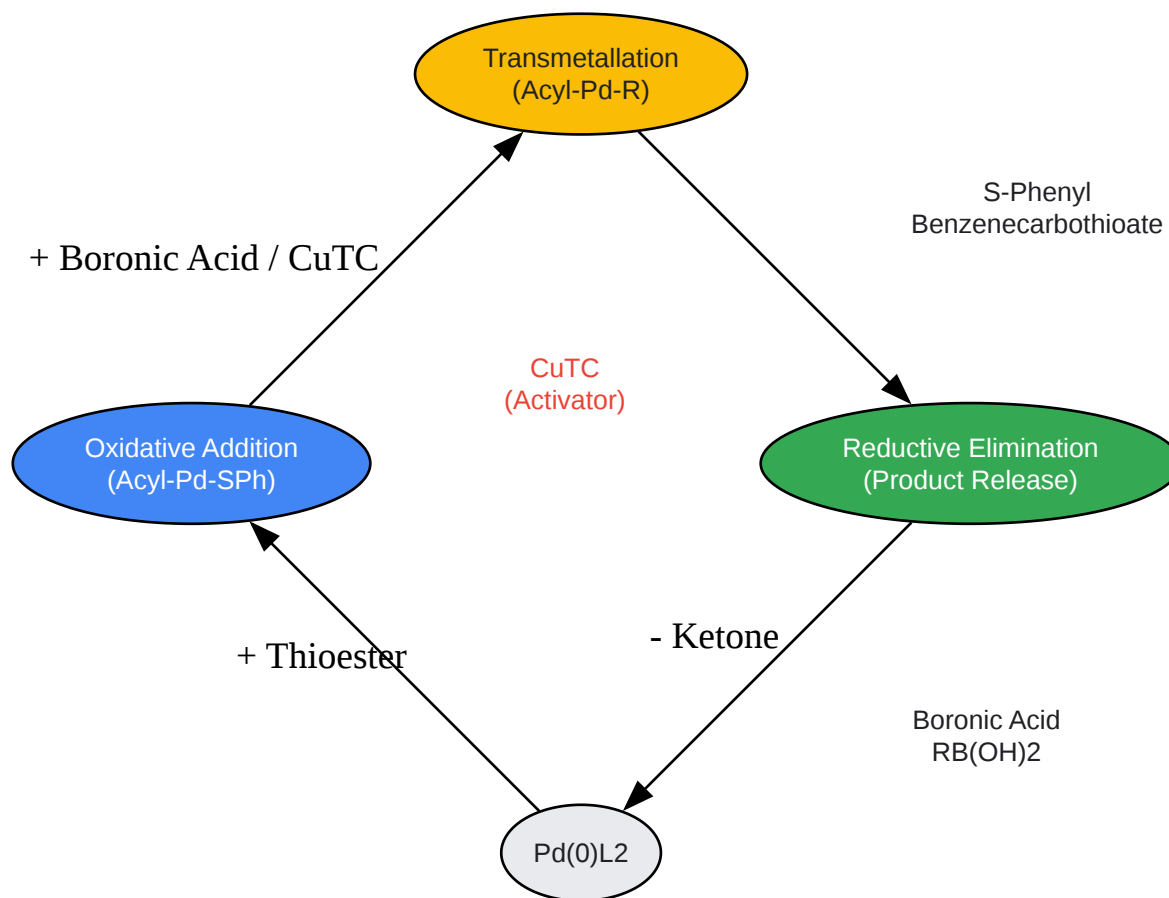 Transmetallation
(Acyl-Pd-R)
S-Phenyl
Benzenecarbothioate
+ Boronic Acid / CuTC
CuTC
(Activator)
Oxidative Addition
(Acyl-Pd-SPh)
Reductive Elimination
(Product Release)
+ Thioester
- Ketone
Boronic Acid
RB(OH)2
Pd(0)L2